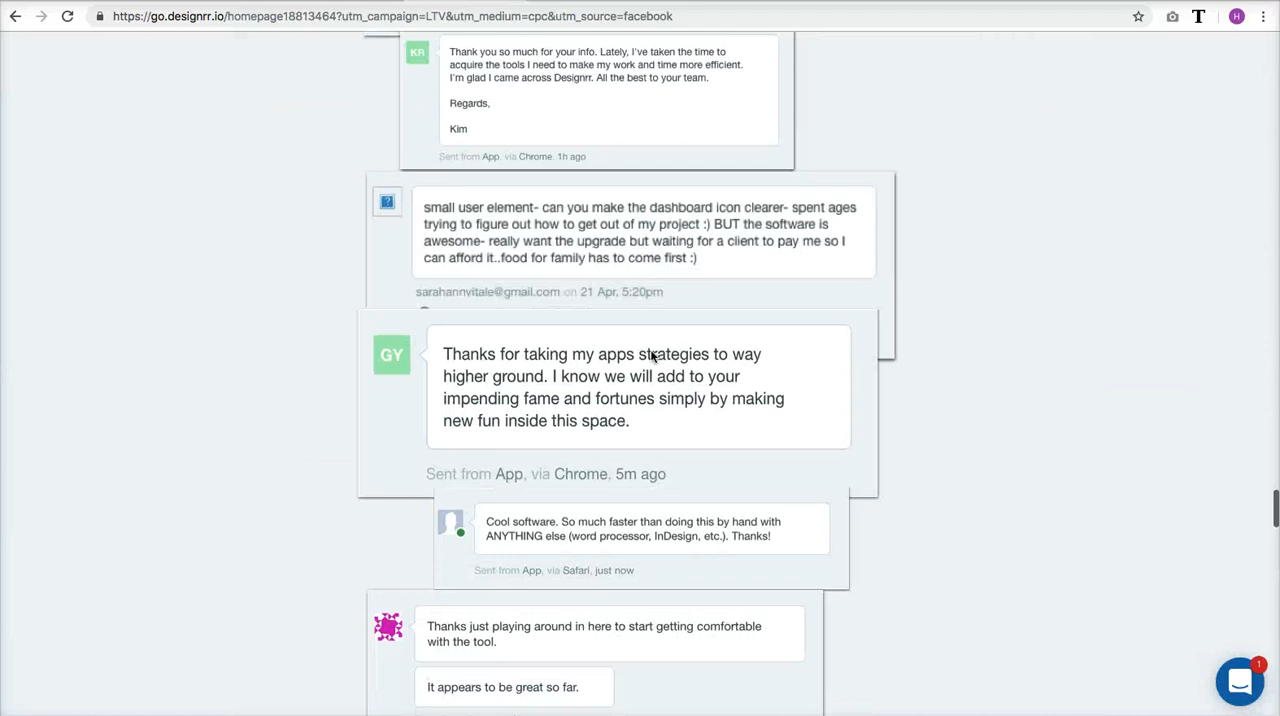 https://go.designrr.io/homepage18813464?utm_campaign=LTV&utm_medium=cpc&utm_source=facebook
T
H
KR
Thank you so much for your info. Lately, I've taken the time to
acquire the tools I need to make my work and time more efficient.
I'm glad I came across Designrr. All the best to your team.
Regards,
Kim
Sent from App, via Chrome. 1h ago
?
small user element- can you make the dashboard icon clearer- spent ages
trying to figure out how to get out of my project :) BUT the software is
awesome- really want the upgrade but waiting for a client to pay me so I
can afford it..food for family has to come first :)
sarahannvitale@gmail.com on 21 Apr, 5:20pm
GY
Thanks for taking my apps strategies to way
higher ground. I know we will add to your
impending fame and fortunes simply by making
new fun inside this space.
Sent from App, via Chrome. 5m ago
Cool software. So much faster than doing this by hand with
ANYTHING else (word processor, InDesign, etc.). Thanks!
Sent from App, via Safari, just now
Thanks just playing around in here to start getting comfortable
with the tool.
It appears to be great so far.
1